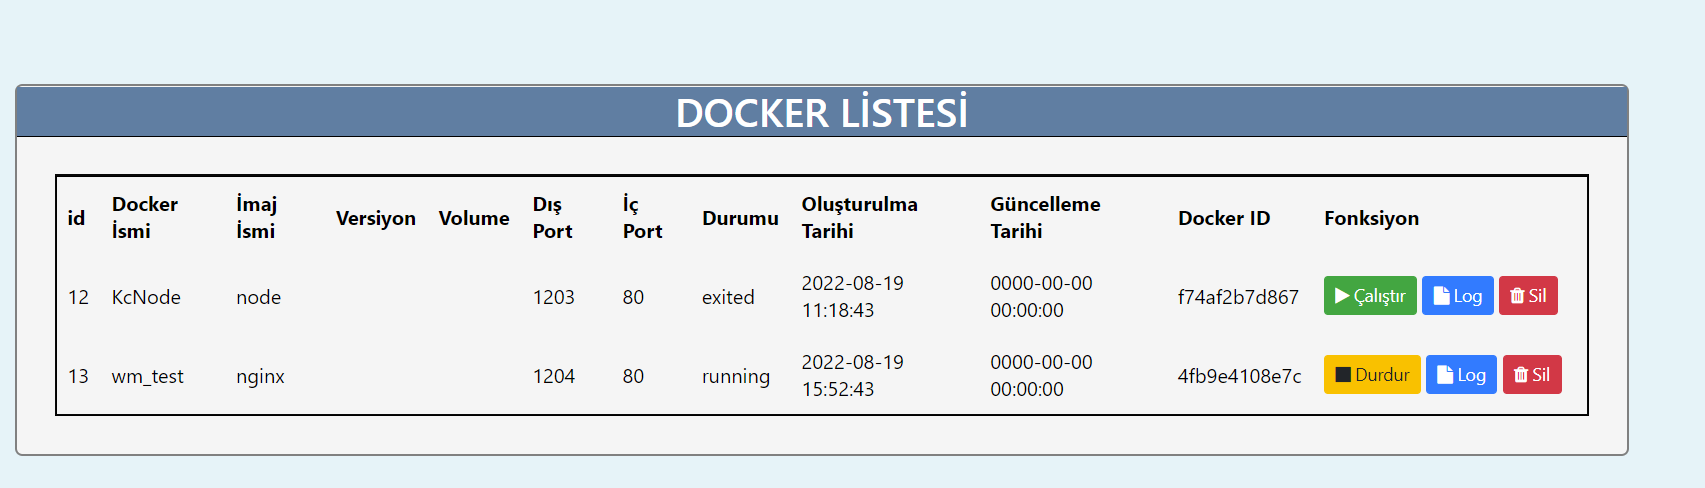 DOCKER LİSTESİ
id Docker İsmi İmaj İsmi Versiyon Volume Dış Port İç Port Durumu Oluşturulma Tarihi Güncelleme Tarihi Docker ID Fonksiyon
12 KcNode node 1203 80 exited 2022-08-19 11:18:43 0000-00-00 00:00:00 f74af2b7d867 Çalıştır Log Sil
13 wm_test nginx 1204 80 running 2022-08-19 15:52:43 0000-00-00 00:00:00 4fb9e4108e7c Durdur Log Sil